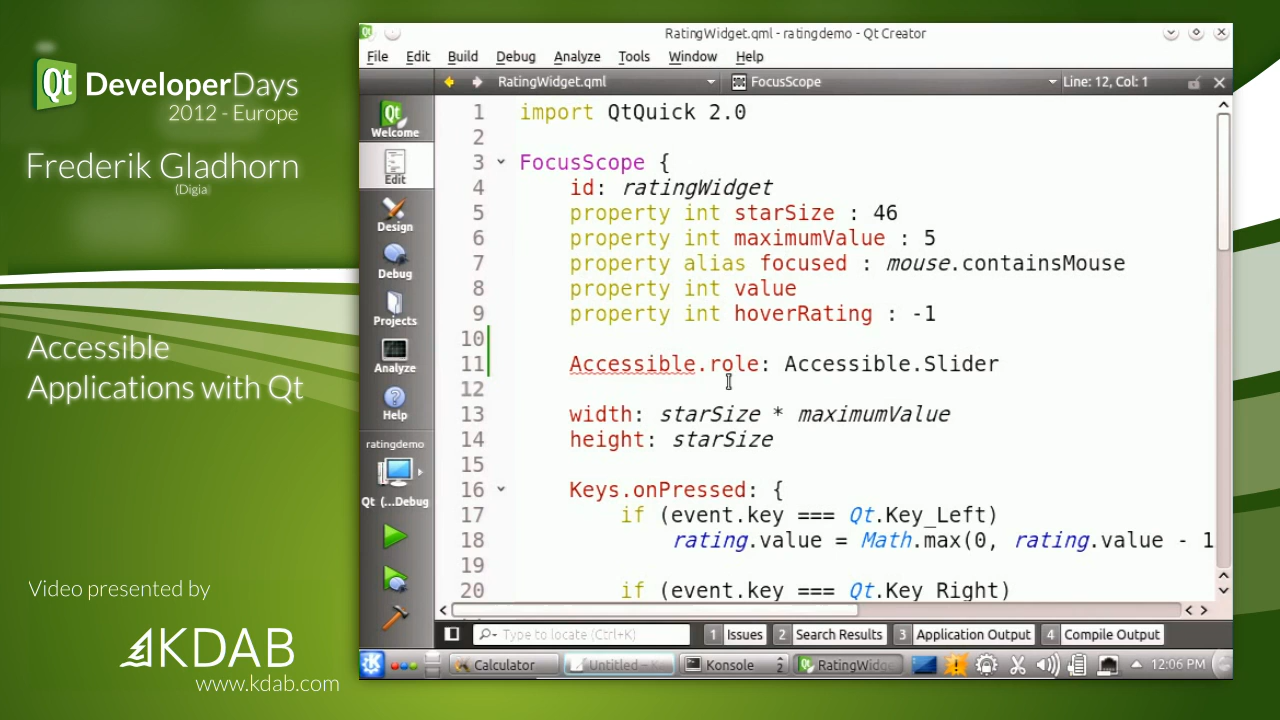 Qt DeveloperDays
2012 - Europe
Frederik Gladhorn
(Digia
Accessible
Applications with Qt
Video presented by
KDAB
www.kdab.com
RatingWidget.qml - ratingdemo - Qt Creator
File Edit Build Debug Analyze Tools Window Help
RatingWidget.qml FocusScope Line: 12, Col: 1
Welcome
Edit
Design
Debug
Projects
Analyze
Help
ratingdemo
Qt (...Debug
1 import QtQuick 2.0
2
3 FocusScope {
4 id: ratingWidget
5 property int starSize : 46
6 property int maximumValue : 5
7 property alias focused : mouse.containsMouse
8 property int value
9 property int hoverRating : -1
10
11 Accessible.role: Accessible.Slider
12
13 width: starSize * maximumValue
14 height: starSize
15
16 Keys.onPressed: {
17 if (event.key === Qt.Key_Left)
18 rating.value = Math.max(0, rating.value - 1
19
20 if (event.key === Qt.Key_Right)
Type to locate (Ctrl+K) 1 Issues 2 Search Results 3 Application Output 4 Compile Output
Calculator Untitled – K Konsole 2 RatingWid 12:06 PM